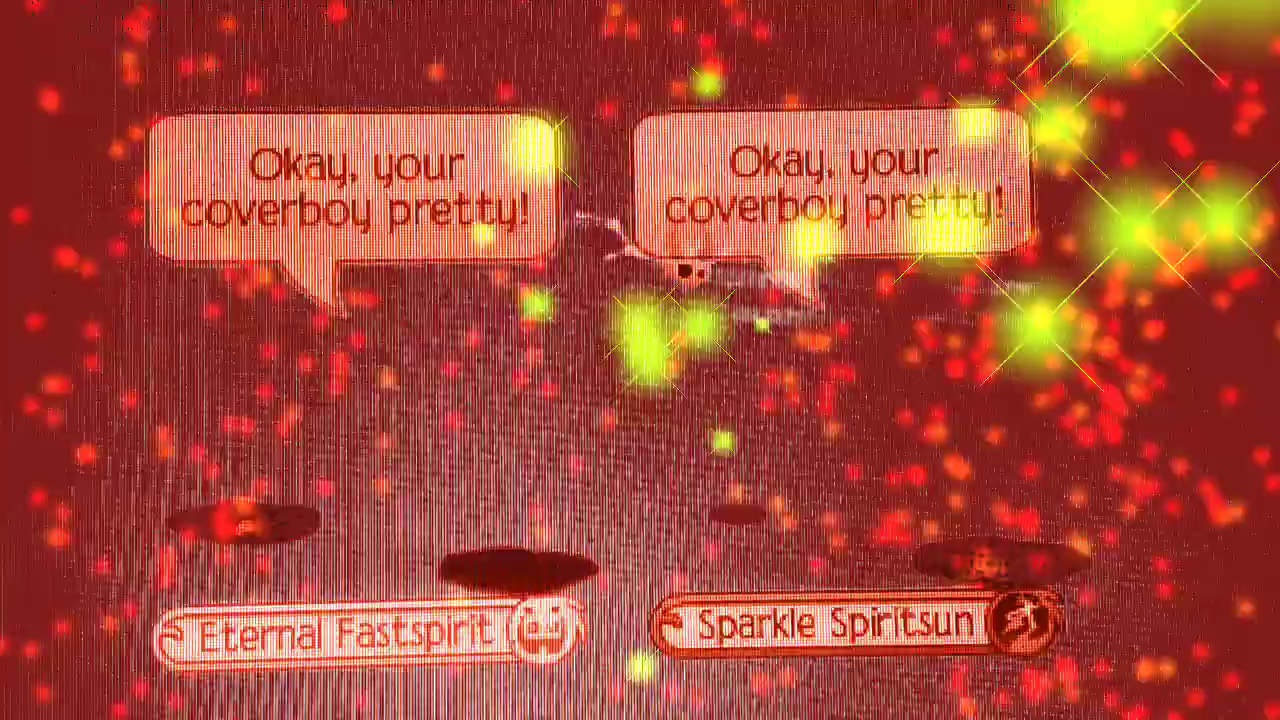 Okay, your
coverboy pretty!
Okay, your
coverboy pretty!
Eternal Fastspirit
Sparkle Spiritsun